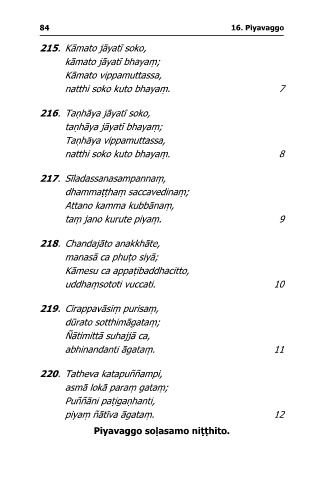 84 16. Piyavaggo
215. Kāmato jāyatī soko,
kāmato jāyatī bhayaṃ;
Kāmato vippamuttassa,
natthi soko kuto bhayaṃ. 7
216. Taṇhāya jāyatī soko,
taṇhāya jāyatī bhayaṃ;
Taṇhāya vippamuttassa,
natthi soko kuto bhayaṃ. 8
217. Sīladassanasampannaṃ,
dhammaṭṭhaṃ saccavedinaṃ;
Attano kamma kubbānaṃ,
taṃ jano kurute piyaṃ. 9
218. Chandajāto anakkhāte,
manasā ca phuṭo siyā;
Kāmesu ca appaṭibaddhacitto,
uddhaṃsototi vuccati. 10
219. Cirappavāsiṃ purisaṃ,
dūrato sotthimāgataṃ;
Ñātimittā suhajjā ca,
abhinandanti āgataṃ. 11
220. Tatheva katapuññampi,
asmā lokā paraṃ gataṃ;
Puññāni paṭigaṇhanti,
piyaṃ ñātīva āgataṃ. 12
Piyavaggo soḷasamo niṭṭhito.